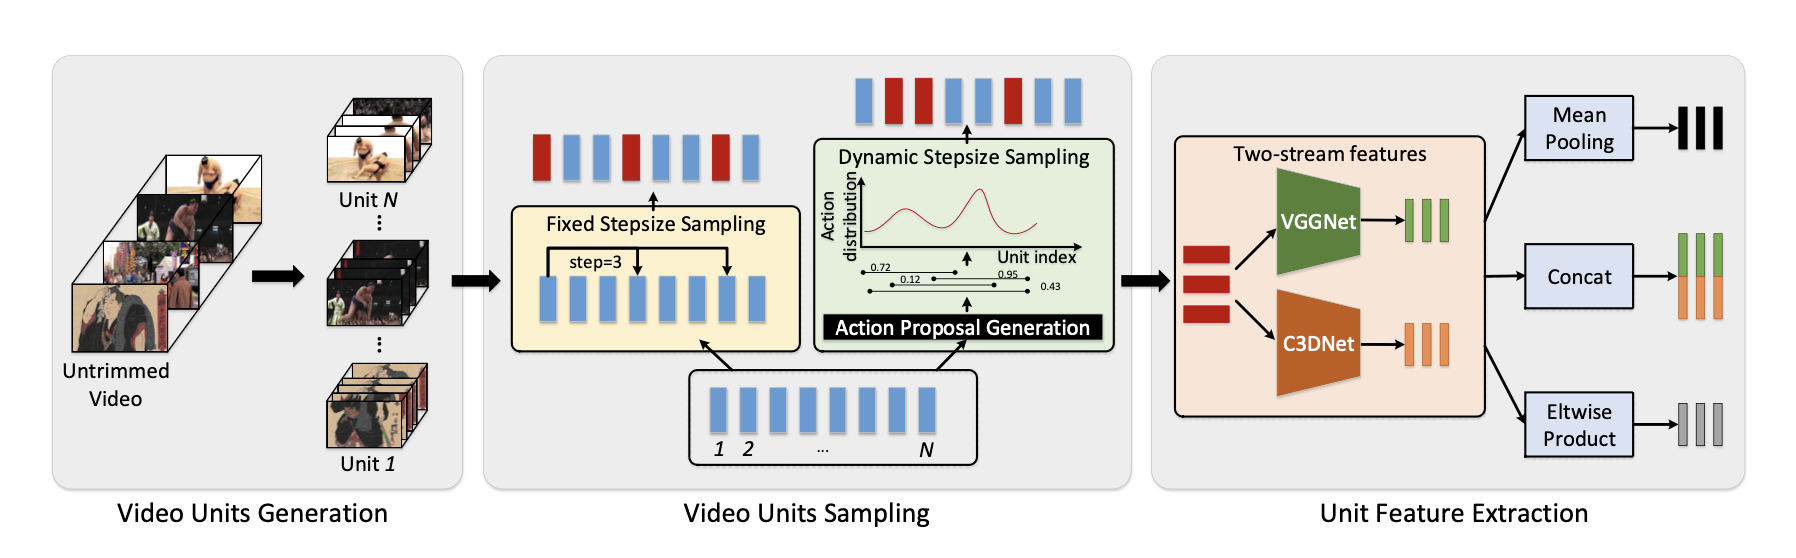 Unit N
Untrimmed
Video
Unit 1
Video Units Generation
Fixed Stepsize Sampling
step=3
Dynamic Stepsize Sampling
Action
distribution
Unit index
0.72
0.95
0.12
0.43
Action Proposal Generation
1 2 ... N
Video Units Sampling
Two-stream features
VGGNet
C3DNet
Mean
Pooling
Concat
Eltwise
Product
Unit Feature Extraction